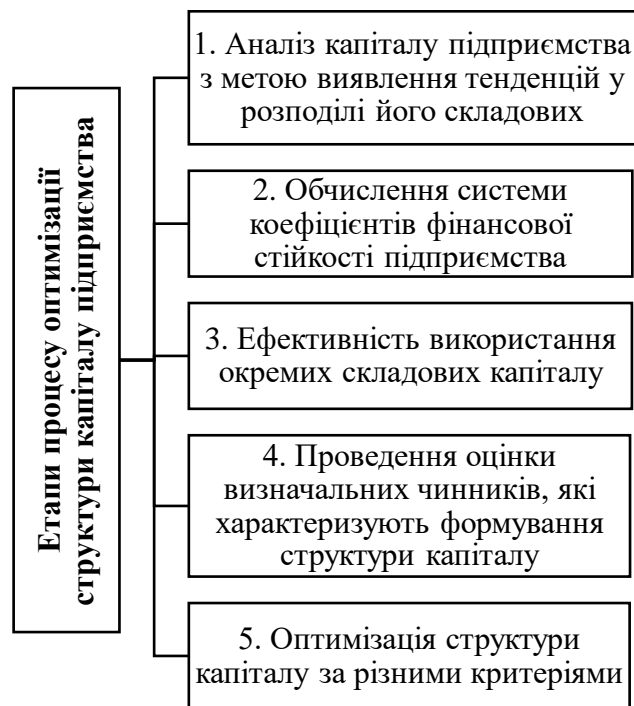 Етапи процесу оптимізації
структури капіталу підприємства
1. Аналіз капіталу підприємства
з метою виявлення тенденцій у
розподілі його складових
2. Обчислення системи
коефіцієнтів фінансової
стійкості підприємства
3. Ефективність використання
окремих складових капіталу
4. Проведення оцінки
визначальних чинників, які
характеризують формування
структури капіталу
5. Оптимізація структури
капіталу за різними критеріями